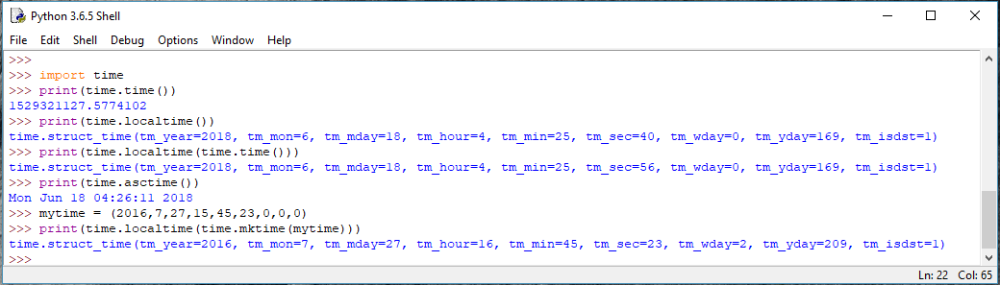 Python 3.6.5 Shell
File Edit Shell Debug Options Window Help
>>>
>>> import time
>>> print(time.time())
1529321127.5774102
>>> print(time.localtime())
time.struct_time(tm_year=2018, tm_mon=6, tm_mday=18, tm_hour=4, tm_min=25, tm_sec=40, tm_wday=0, tm_yday=169, tm_isdst=1)
>>> print(time.localtime(time.time()))
time.struct_time(tm_year=2018, tm_mon=6, tm_mday=18, tm_hour=4, tm_min=25, tm_sec=56, tm_wday=0, tm_yday=169, tm_isdst=1)
>>> print(time.asctime())
Mon Jun 18 04:26:11 2018
>>> mytime = (2016,7,27,15,45,23,0,0,0)
>>> print(time.localtime(time.mktime(mytime)))
time.struct_time(tm_year=2016, tm_mon=7, tm_mday=27, tm_hour=16, tm_min=45, tm_sec=23, tm_wday=2, tm_yday=209, tm_isdst=1)
>>>
Ln: 22 Col: 65